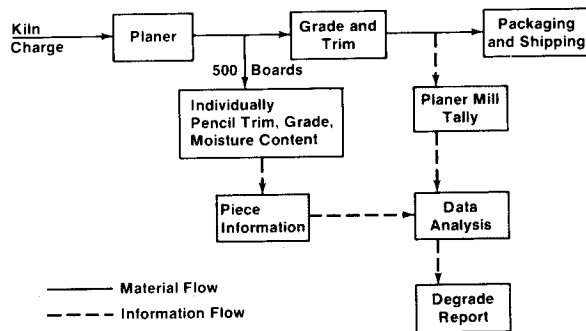 Kiln
Charge
Planer
Grade and
Trim
Packaging
and Shipping
500 Boards
Individually
Pencil Trim, Grade,
Moisture Content
Planer Mill
Tally
Piece
Information
Data
Analysis
Material Flow
Information Flow
Degrade
Report